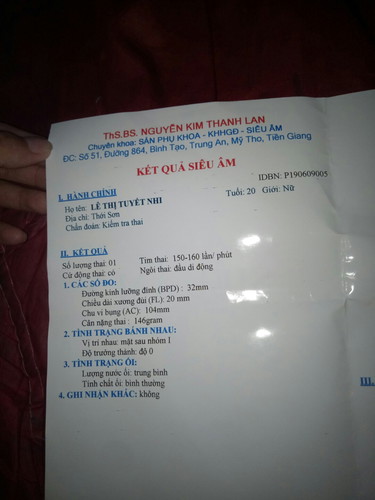 ThS.BS. NGUYỄN KIM THANH LAN
Chuyên khoa: SẢN PHỤ KHOA - KHHGĐ - SIÊU ÂM
ĐC: Số 51, Đường 864, Bình Tạo, Trung An, Mỹ Tho, Tiền Giang
KẾT QUẢ SIÊU ÂM
IDBN: P190609005
I. HÀNH CHÍNH
Họ tên: LÊ THỊ TUYẾT NHI Tuổi: 20 Giới: Nữ
Địa chỉ: Thới Sơn
Chẩn đoán: Kiểm tra thai
II. KẾT QUẢ
Số lượng thai: 01 Tim thai: 150-160 lần/ phút
Cử động thai: có Ngôi thai: đầu di động
1. CÁC SỐ ĐO:
Đường kính lưỡng đỉnh (BPD) : 32mm
Chiều dài xương đùi (FL): 20 mm
Chu vi bụng (AC): 104mm
Cân nặng thai : 146gram
2. TÌNH TRẠNG BÁNH NHAU:
Vị trí nhau: mặt sau nhóm I
Độ trưởng thành: độ 0
3. TÌNH TRẠNG ỐI:
Lượng nước ối: trung bình
Tính chất ối: bình thường
4. GHI NHẬN KHÁC: không
III.